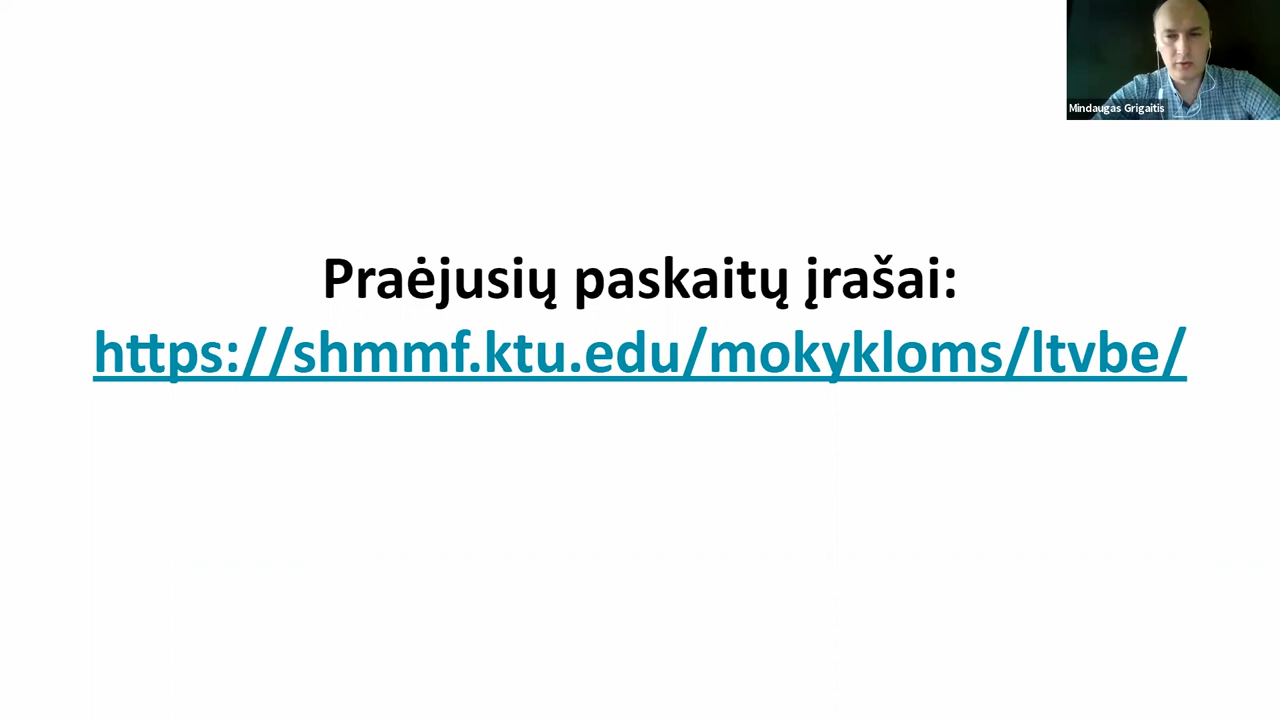 Mindaugas Grigaitis
Praėjusių paskaitų įrašai:
https://shmmf.ktu.edu/mokykloms/ltvbe/